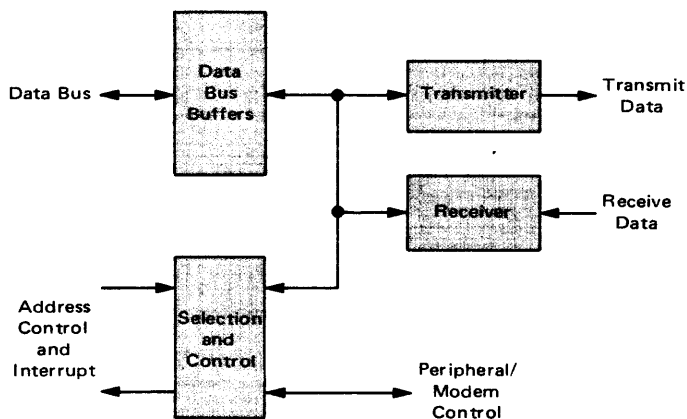 Data Bus
Data
Bus
Buffers
Transmitter
Transmit
Data
Receiver
Receive
Data
Address
Control
and
Interrupt
Selection
and
Control
Peripheral/
Modem
Control